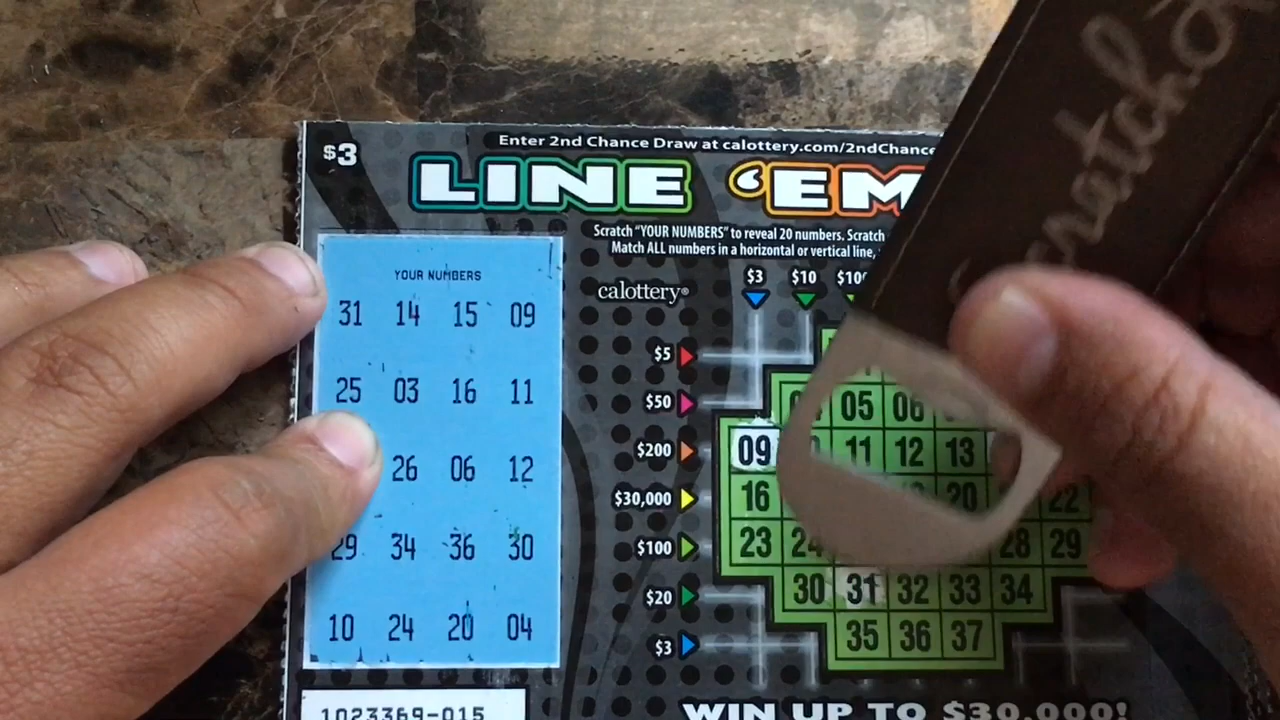 Enter 2nd Chance Draw at calottery.com/2ndChance
$3
LINE 'EM
Scratch "YOUR NUMBERS" to reveal 20 numbers. Scratch
Match ALL numbers in a horizontal or vertical line,
YOUR NUMBERS
31 14 15 09
25 03 16 11
26 06 12
29 34 36 30
10 24 20 04
1023369-015
calottery®
$3 $10
$5
$50 05 06
$200 09 11 12 13
$30,000 16 20 22
$100 23 24 28 29
$20 30 31 32 33 34
$3 35 36 37
WIN UP TO $30,000!